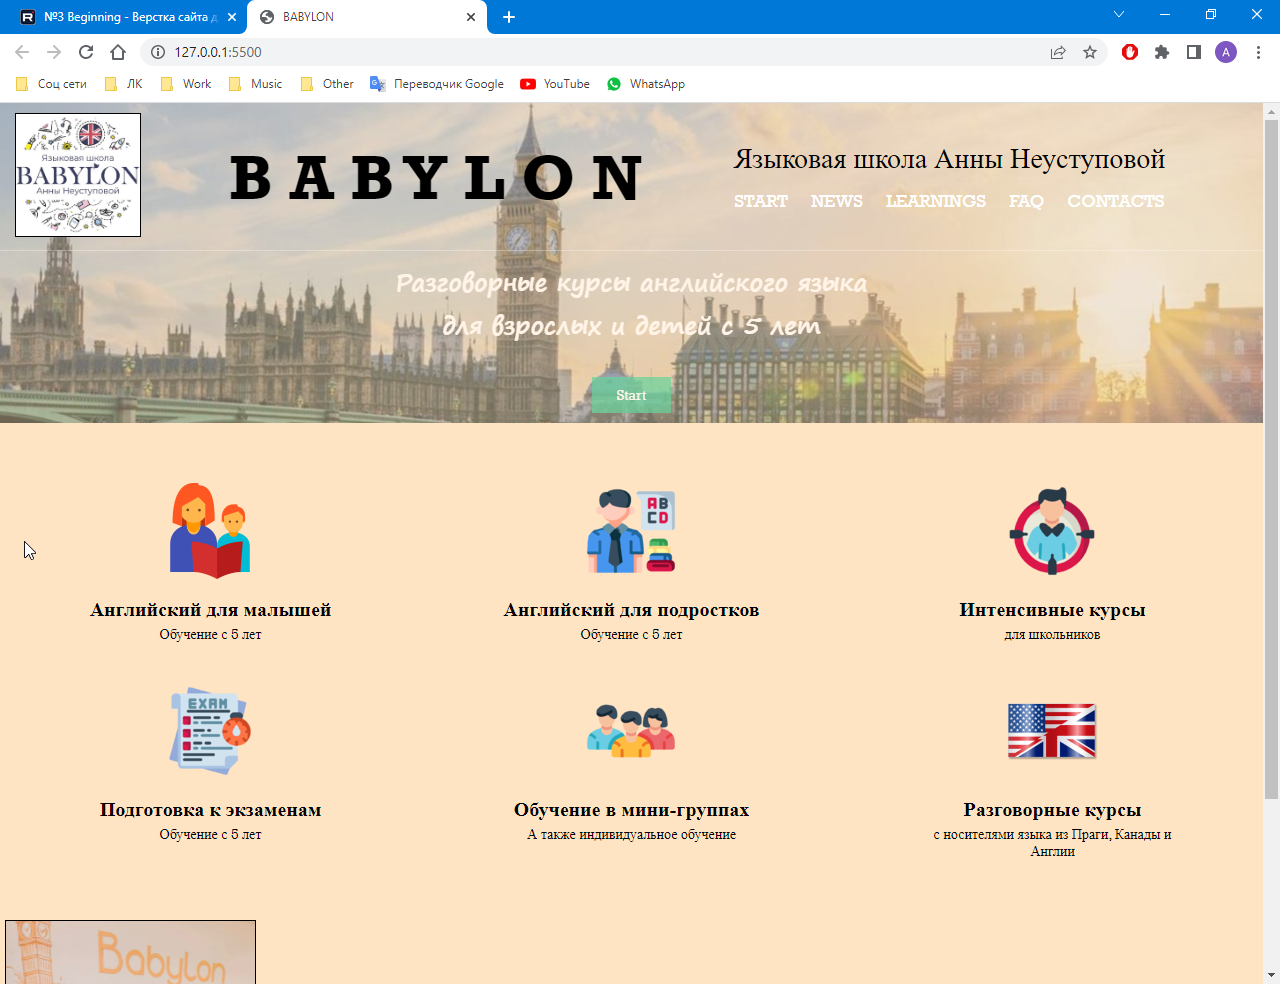 №3 Beginning - Верстка сайта д
BABYLON
127.0.0.1:5500
A
Соц сети
ЛК
Work
Music
Other
Переводчик Google
YouTube
WhatsApp
Языковая школа
BABYLON
Анны Неуступовой
BABYLON
Языковая школа Анны Неуступовой
START NEWS LEARNINGS FAQ CONTACTS
Разговорные курсы английского языка
для взрослых и детей с 5 лет
Start
A B
C D
Английский для малышей
Обучение с 5 лет
Английский для подростков
Обучение с 5 лет
Интенсивные курсы
для школьников
EXAM
Подготовка к экзаменам
Обучение с 5 лет
Обучение в мини-группах
А также индивидуальное обучение
Разговорные курсы
с носителями языка из Праги, Канады и
Англии
Babylon